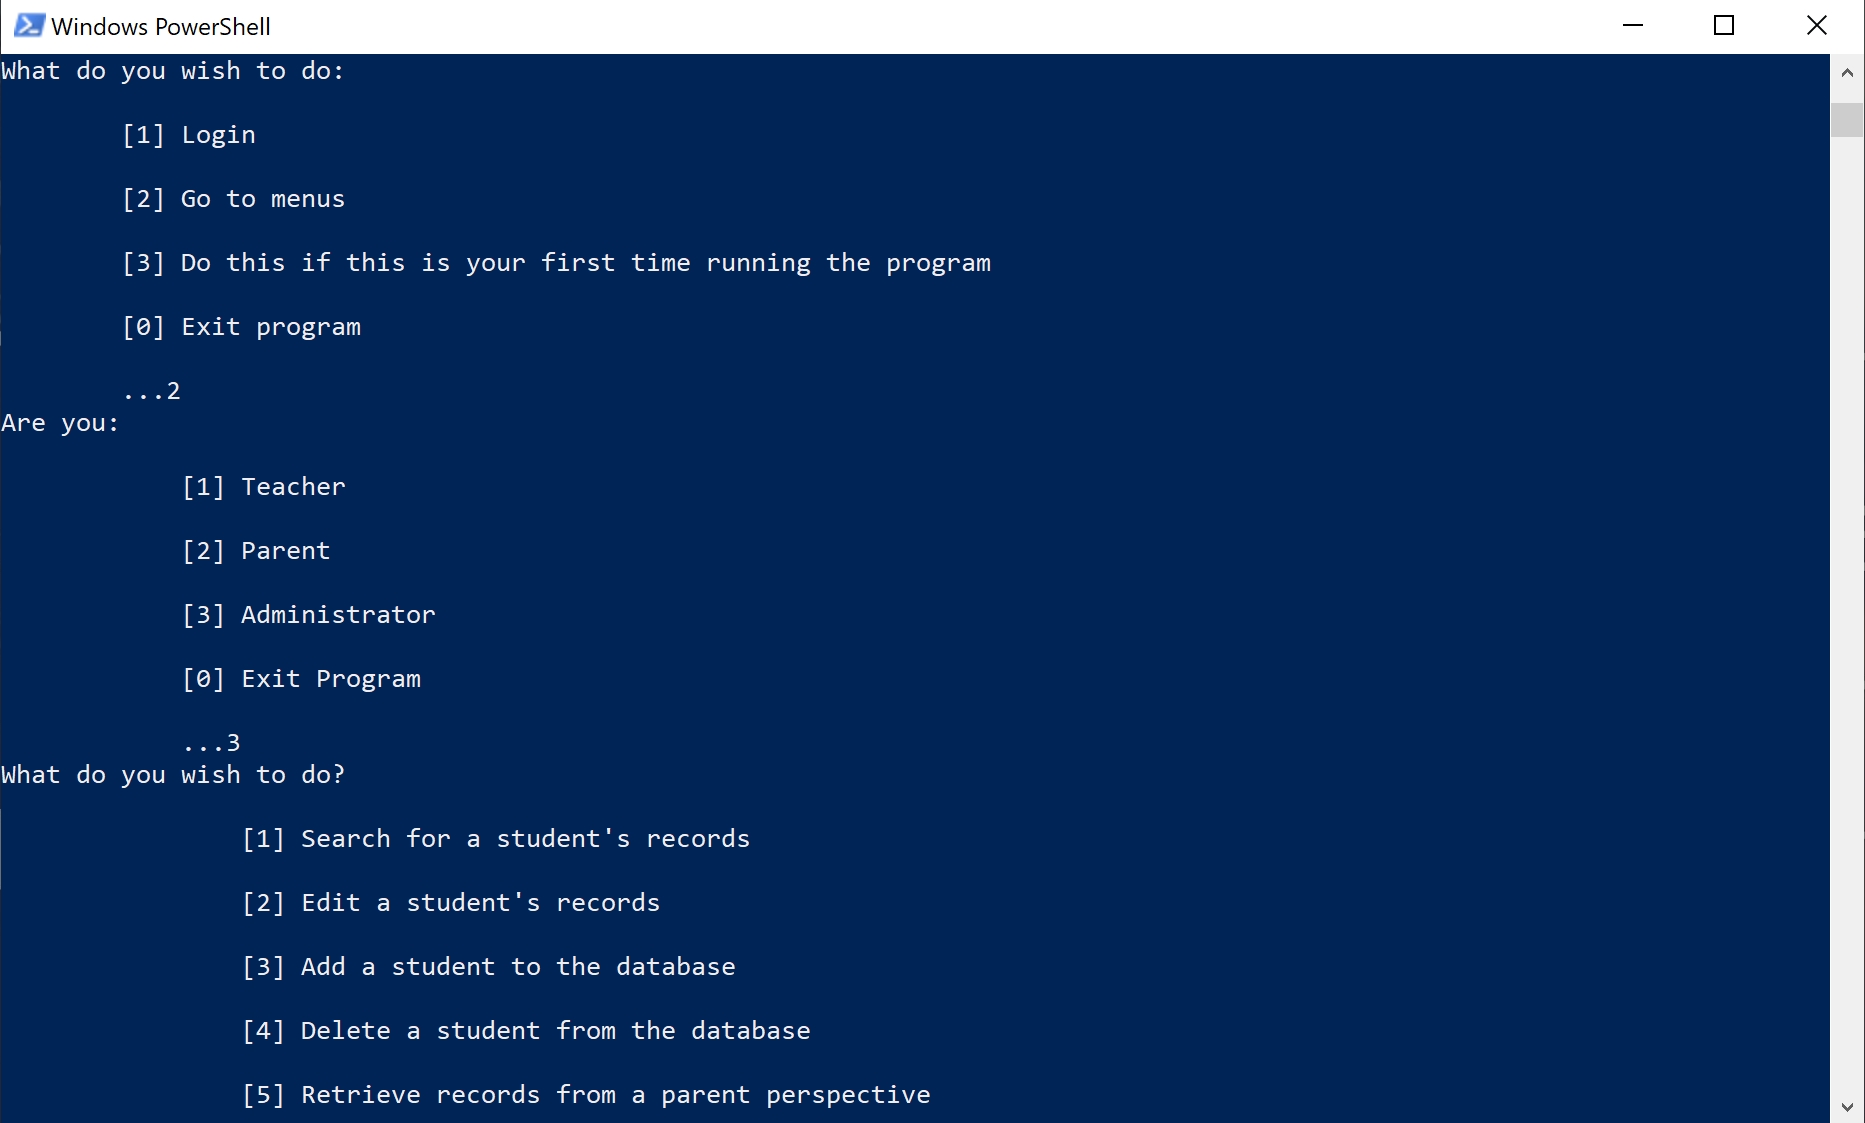 Windows PowerShell
What do you wish to do:
[1] Login
[2] Go to menus
[3] Do this if this is your first time running the program
[0] Exit program
...2
Are you:
[1] Teacher
[2] Parent
[3] Administrator
[0] Exit Program
...3
What do you wish to do?
[1] Search for a student's records
[2] Edit a student's records
[3] Add a student to the database
[4] Delete a student from the database
[5] Retrieve records from a parent perspective